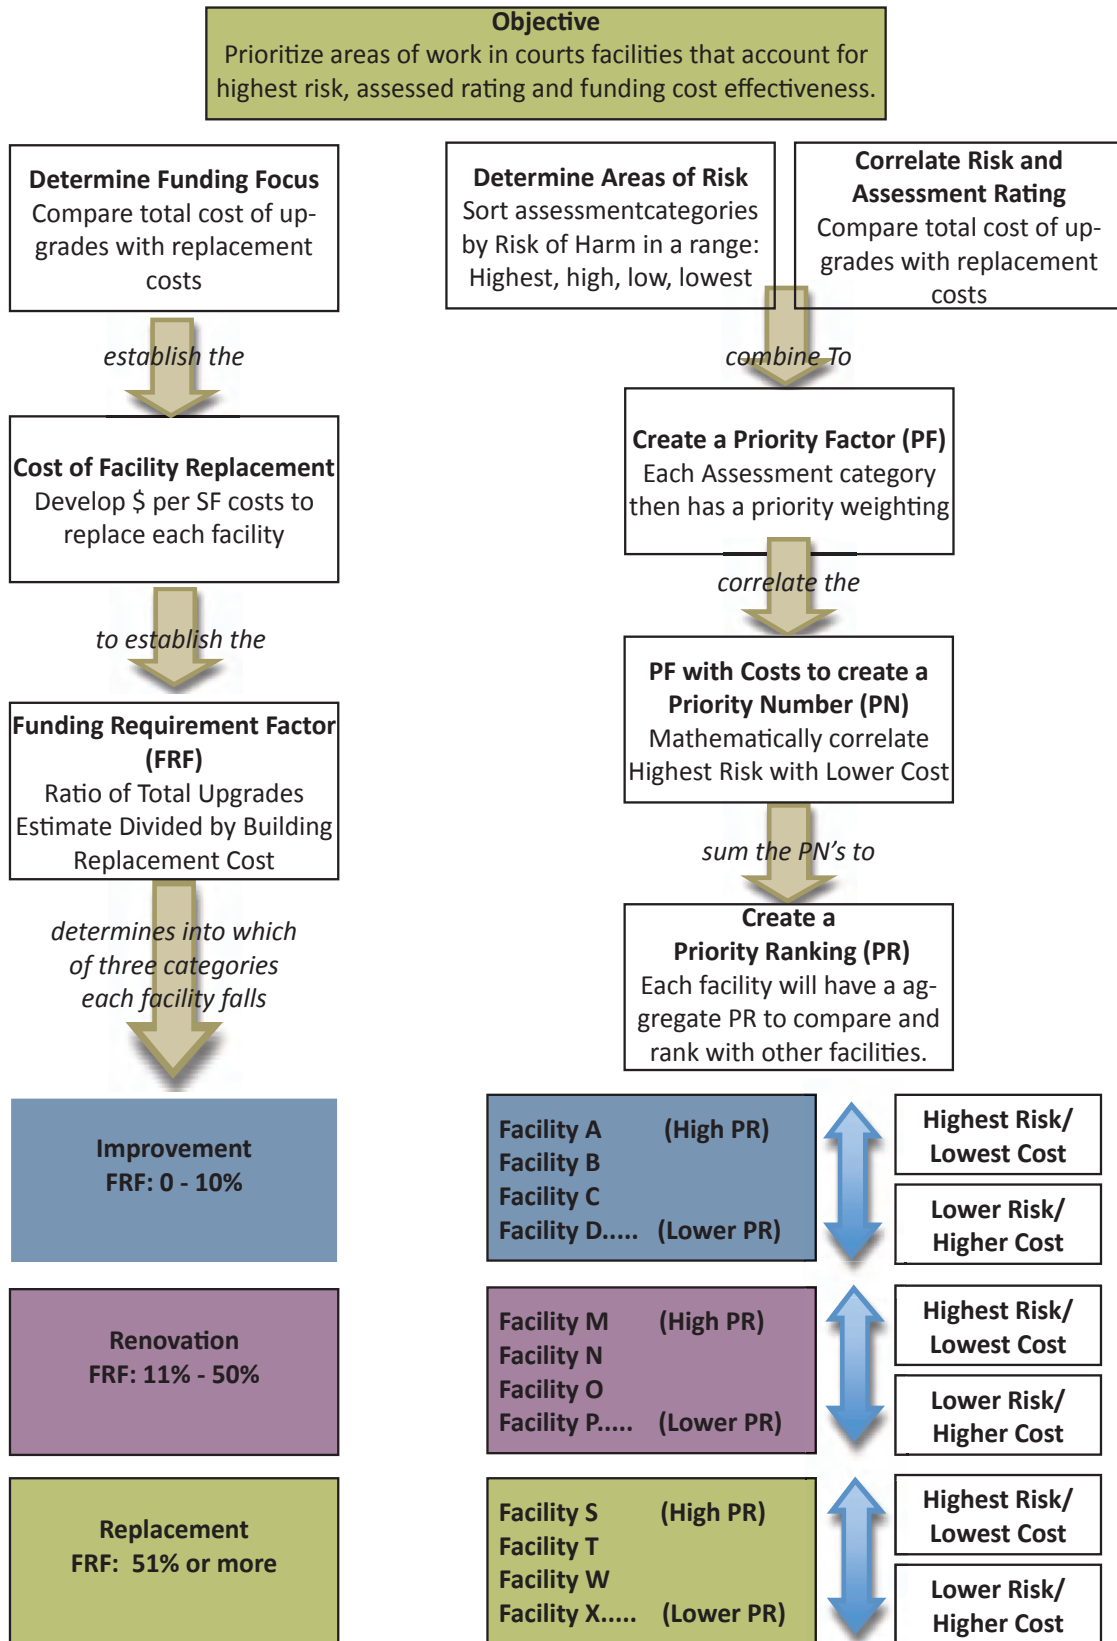 Objective
Prioritize areas of work in courts facilities that account for
highest risk, assessed rating and funding cost effectiveness.
Determine Funding Focus
Compare total cost of up-
grades with replacement
costs
establish the
Cost of Facility Replacement
Develop $ per SF costs to
replace each facility
to establish the
Funding Requirement Factor
(FRF)
Ratio of Total Upgrades
Estimate Divided by Building
Replacement Cost
determines into which
of three categories
each facility falls
Determine Areas of Risk
Sort assessmentcategories
by Risk of Harm in a range:
Highest, high, low, lowest
Correlate Risk and
Assessment Rating
Compare total cost of up-
grades with replacement
costs
combine To
Create a Priority Factor (PF)
Each Assessment category
then has a priority weighting
correlate the
PF with Costs to create a
Priority Number (PN)
Mathematically correlate
Highest Risk with Lower Cost
sum the PN's to
Create a
Priority Ranking (PR)
Each facility will have a ag-
ggregate PR to compare and
rank with other facilities.
Improvement
FRF: 0 - 10%
Facility A (High PR)
Facility B
Facility C
Facility D..... (Lower PR)
Highest Risk/
Lowest Cost
Lower Risk/
Higher Cost
Renovation
FRF: 11% - 50%
Facility M (High PR)
Facility N
Facility O
Facility P..... (Lower PR)
Highest Risk/
Lowest Cost
Lower Risk/
Higher Cost
Replacement
FRF: 51% or more
Facility S (High PR)
Facility T
Facility W
Facility X..... (Lower PR)
Highest Risk/
Lowest Cost
Lower Risk/
Higher Cost